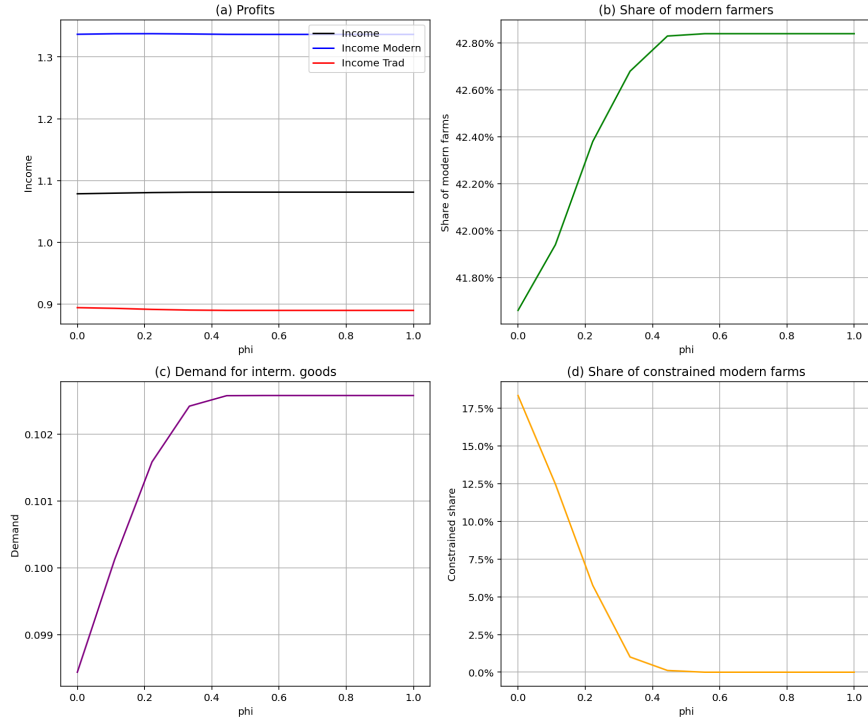 (a) Profits
Income
1.3
1.2
1.1
1.0
0.9
Income
Income Modern
Income Trad
0.0 0.2 0.4 0.6 0.8 1.0
phi
(b) Share of modern farmers
Share of modern farms
42.80%
42.60%
42.40%
42.20%
42.00%
41.80%
0.0 0.2 0.4 0.6 0.8 1.0
phi
(c) Demand for interm. goods
Demand
0.102
0.101
0.100
0.099
0.0 0.2 0.4 0.6 0.8 1.0
phi
(d) Share of constrained modern farms
Constrained share
17.5%
15.0%
12.5%
10.0%
7.5%
5.0%
2.5%
0.0%
0.0 0.2 0.4 0.6 0.8 1.0
phi